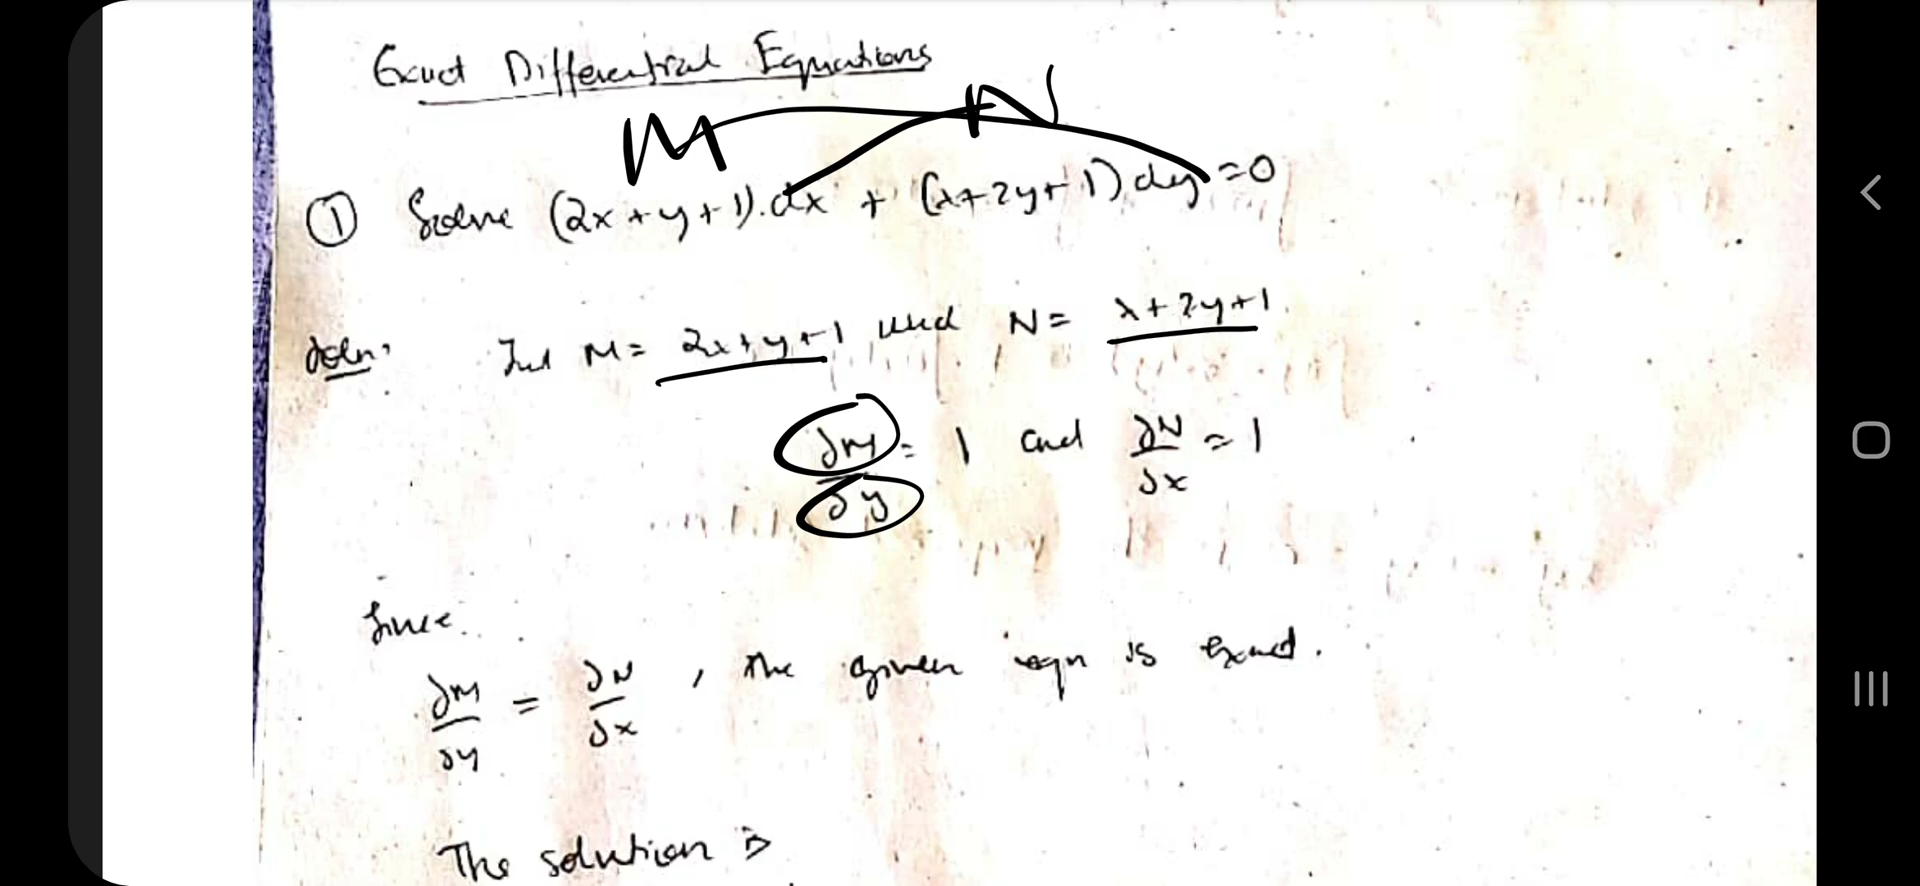 Exact Differential Equations
M N
① Solve (2x+y+1).dx + (x+2y+1)dy=0
Soln: M= 2x+y+1 and N= x+2y+1
∂M/∂y = 1 and ∂N/∂x = 1
Since
∂M/∂y = ∂N/∂x, the given eqn is Exact.
The solution is